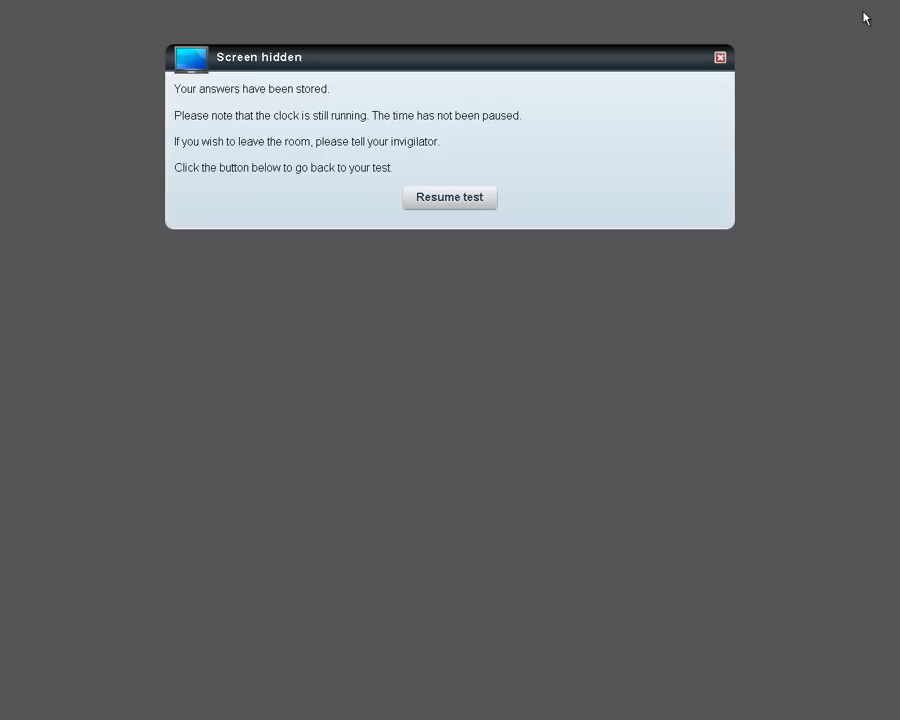 Screen hidden
Your answers have been stored.
Please note that the clock is still running. The time has not been paused.
If you wish to leave the room, please tell your invigilator.
Click the button below to go back to your test.
Resume test